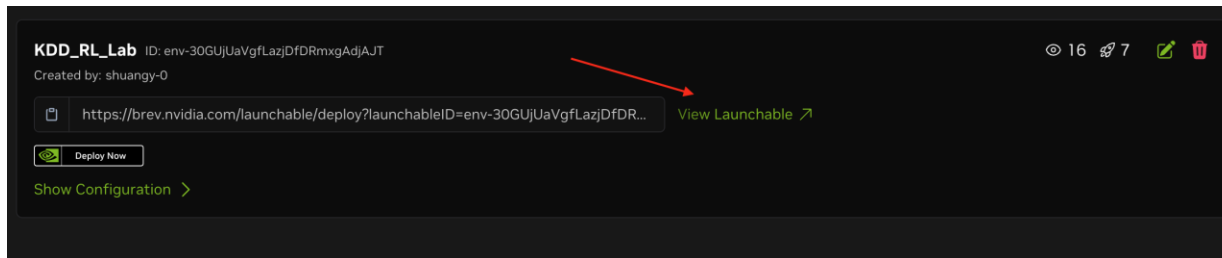 KDD_RL_Lab ID: env-30GUjUaVgfLazjDfDRmxgAdjAJT 16 7
Created by: shuangy-0
https://brev.nvidia.com/launchable/deploy?launchableID=env-30GUjUaVgfLazjDfDR... View Launchable
Deploy Now
Show Configuration